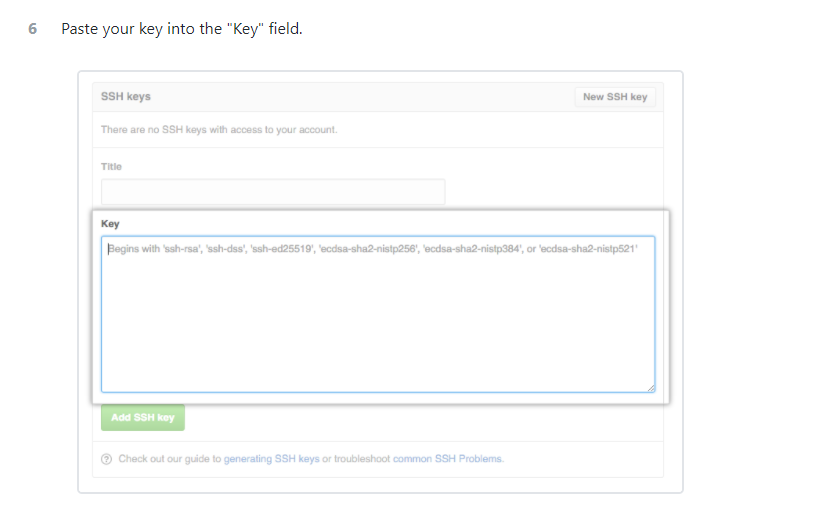 6 Paste your key into the "Key" field.
SSH keys
New SSH key
There are no SSH keys with access to your account.
Title
Key
Begins with 'ssh-rsa', 'ssh-dss', 'ssh-ed25519', 'ecdsa-sha2-nistp256', 'ecdsa-sha2-nistp384', or 'ecdsa-sha2-nistp521'
Add SSH key
? Check out our guide to generating SSH keys or troubleshoot common SSH Problems.